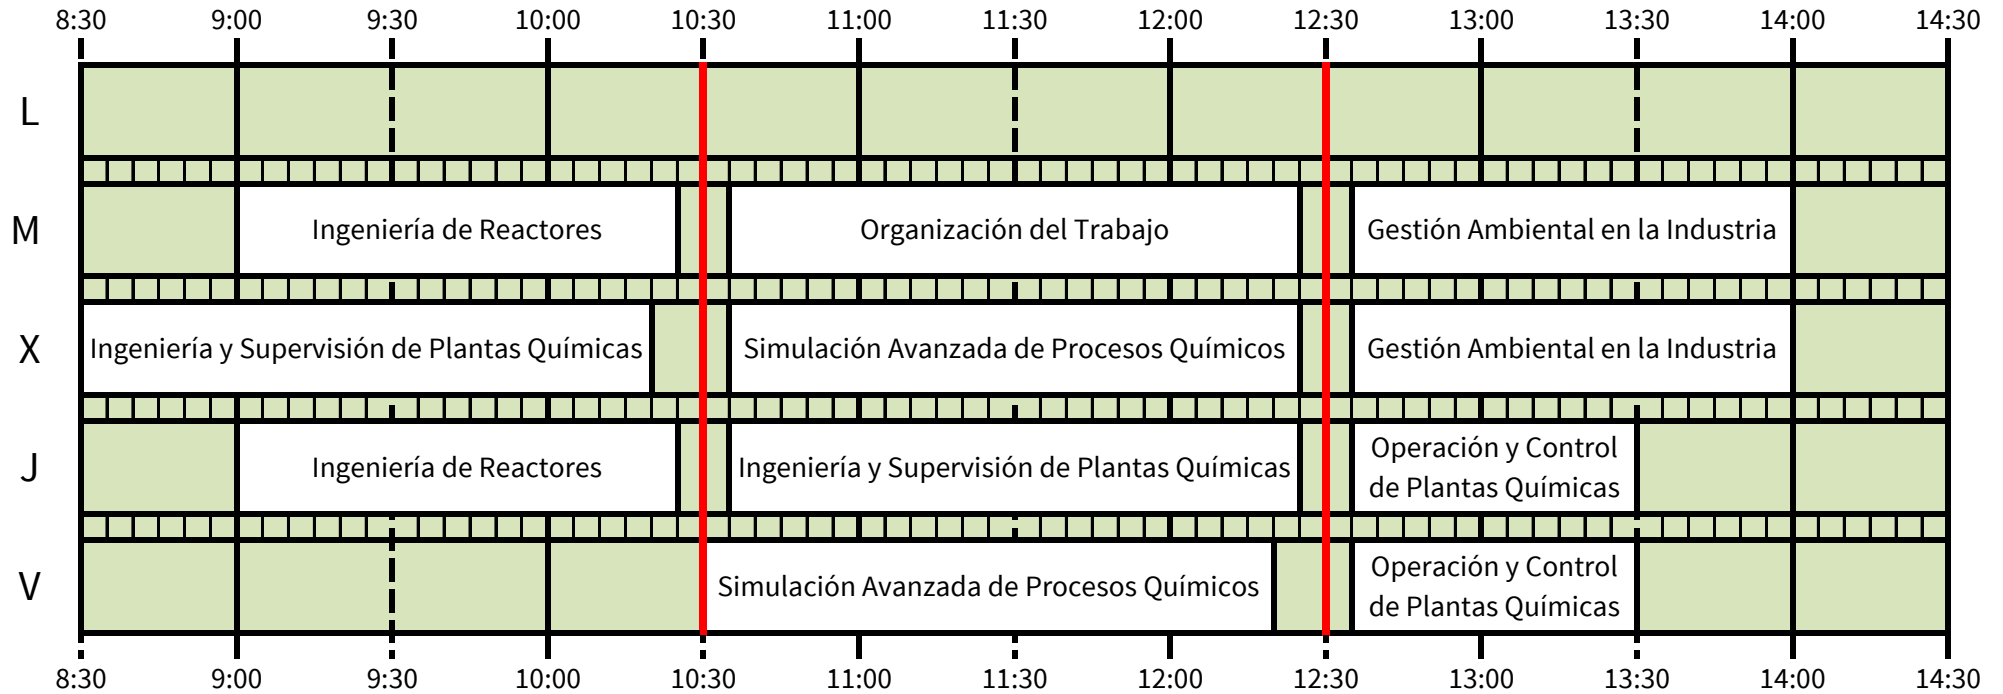 8:30 9:00 9:30 10:00 10:30 11:00 11:30 12:00 12:30 13:00 13:30 14:00 14:30
L
M Ingeniería de Reactores Organización del Trabajo Gestión Ambiental en la Industria
X Ingeniería y Supervisión de Plantas Químicas Simulación Avanzada de Procesos Químicos Gestión Ambiental en la Industria
J Ingeniería de Reactores Ingeniería y Supervisión de Plantas Químicas Operación y Control
de Plantas Químicas
V Simulación Avanzada de Procesos Químicos Operación y Control
de Plantas Químicas
8:30 9:00 9:30 10:00 10:30 11:00 11:30 12:00 12:30 13:00 13:30 14:00 14:30